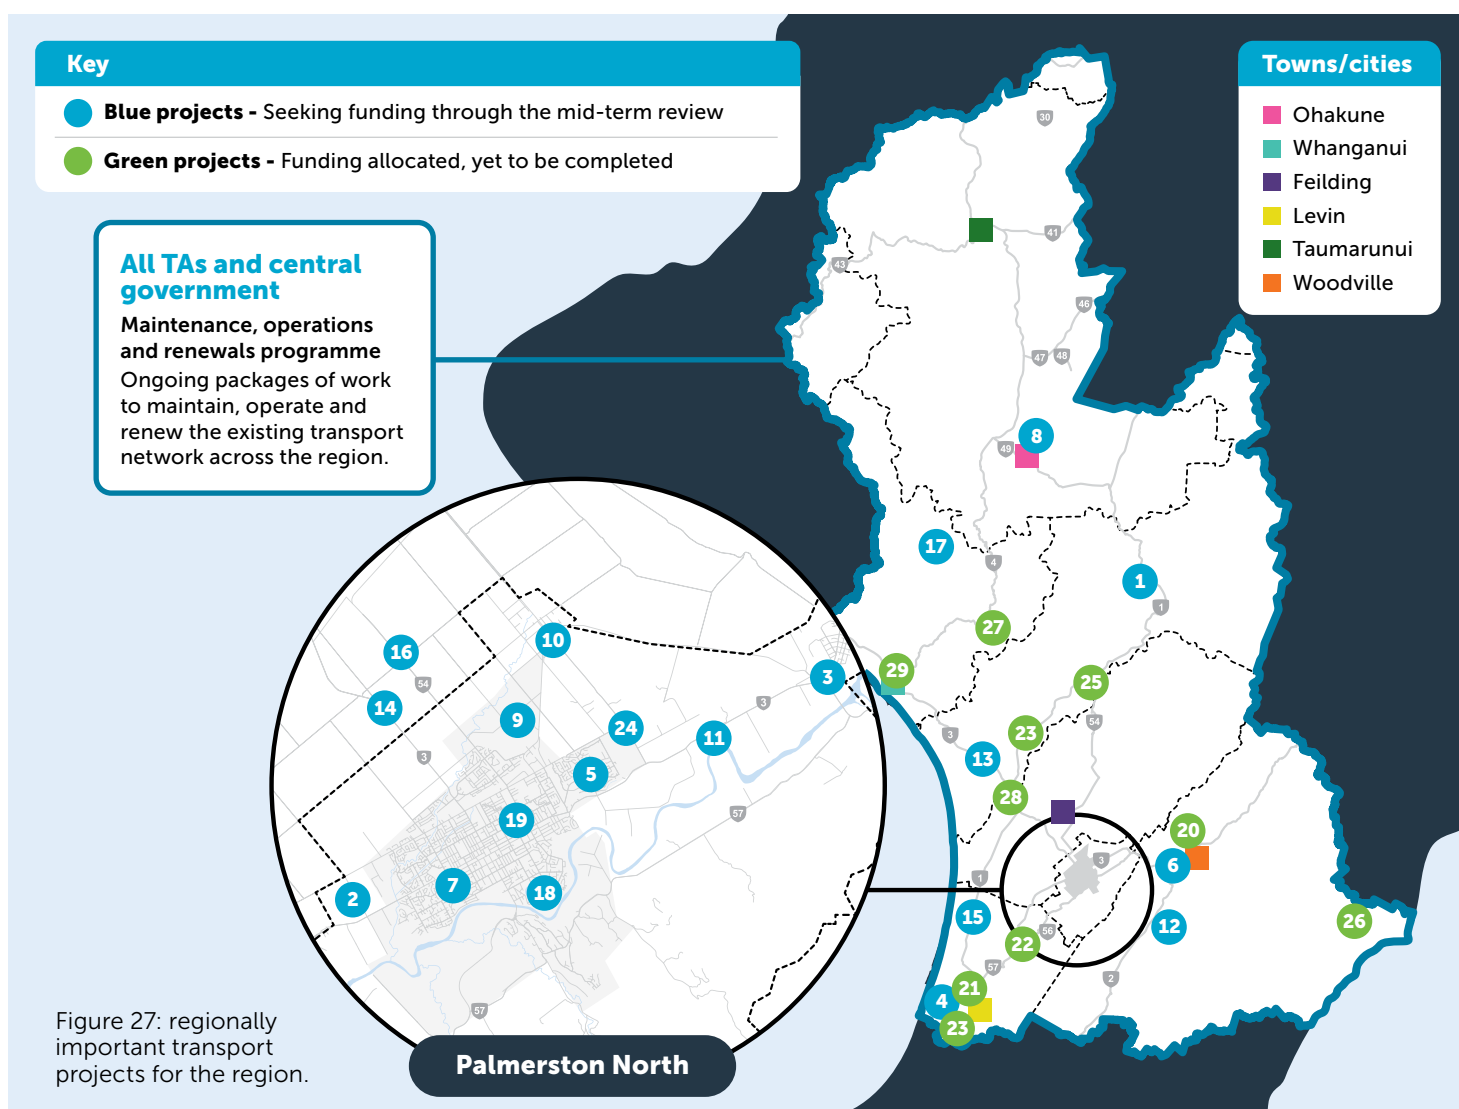 Key
Blue projects - Seeking funding through the mid-term review
Green projects - Funding allocated, yet to be completed
Towns/cities
Ohakune
Whanganui
Feilding
Levin
Taumarunui
Woodville
All TAs and central
government
Maintenance, operations
and renewals programme
Ongoing packages of work
to maintain, operate and
renew the existing transport
network across the region.
30
41
43
46
47
48
8
49
17
4
1
1
27
29
25
3
54
23
13
28
20
3
6
1
15
12
26
56
22
57
2
21
4
23
10
16
54
14
3
3
9
24
11
3
5
57
19
7
18
2
57
Figure 27: regionally
important transport
projects for the region.
Palmerston North